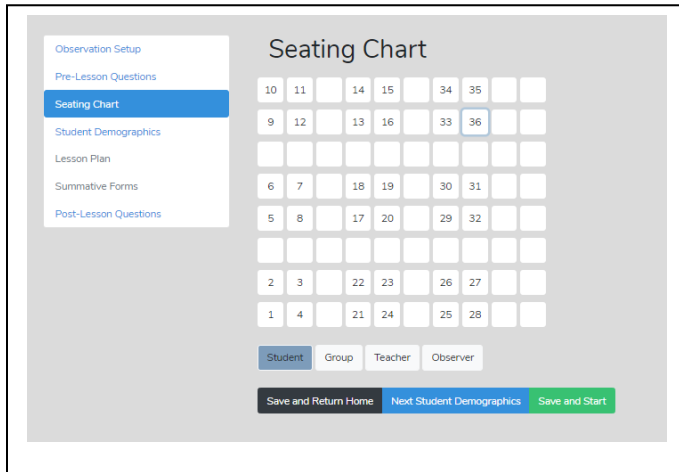 Seating Chart
Observation Setup
Pre-Lesson Questions
Seating Chart
Student Demographics
Lesson Plan
Summative Forms
Post-Lesson Questions
10 11 14 15 34 35
9 12 13 16 33 36
6 7 18 19 30 31
5 8 17 20 29 32
2 3 22 23 26 27
1 4 21 24 25 28
Student Group Teacher Observer
Save and Return Home Next Student Demographics Save and Start